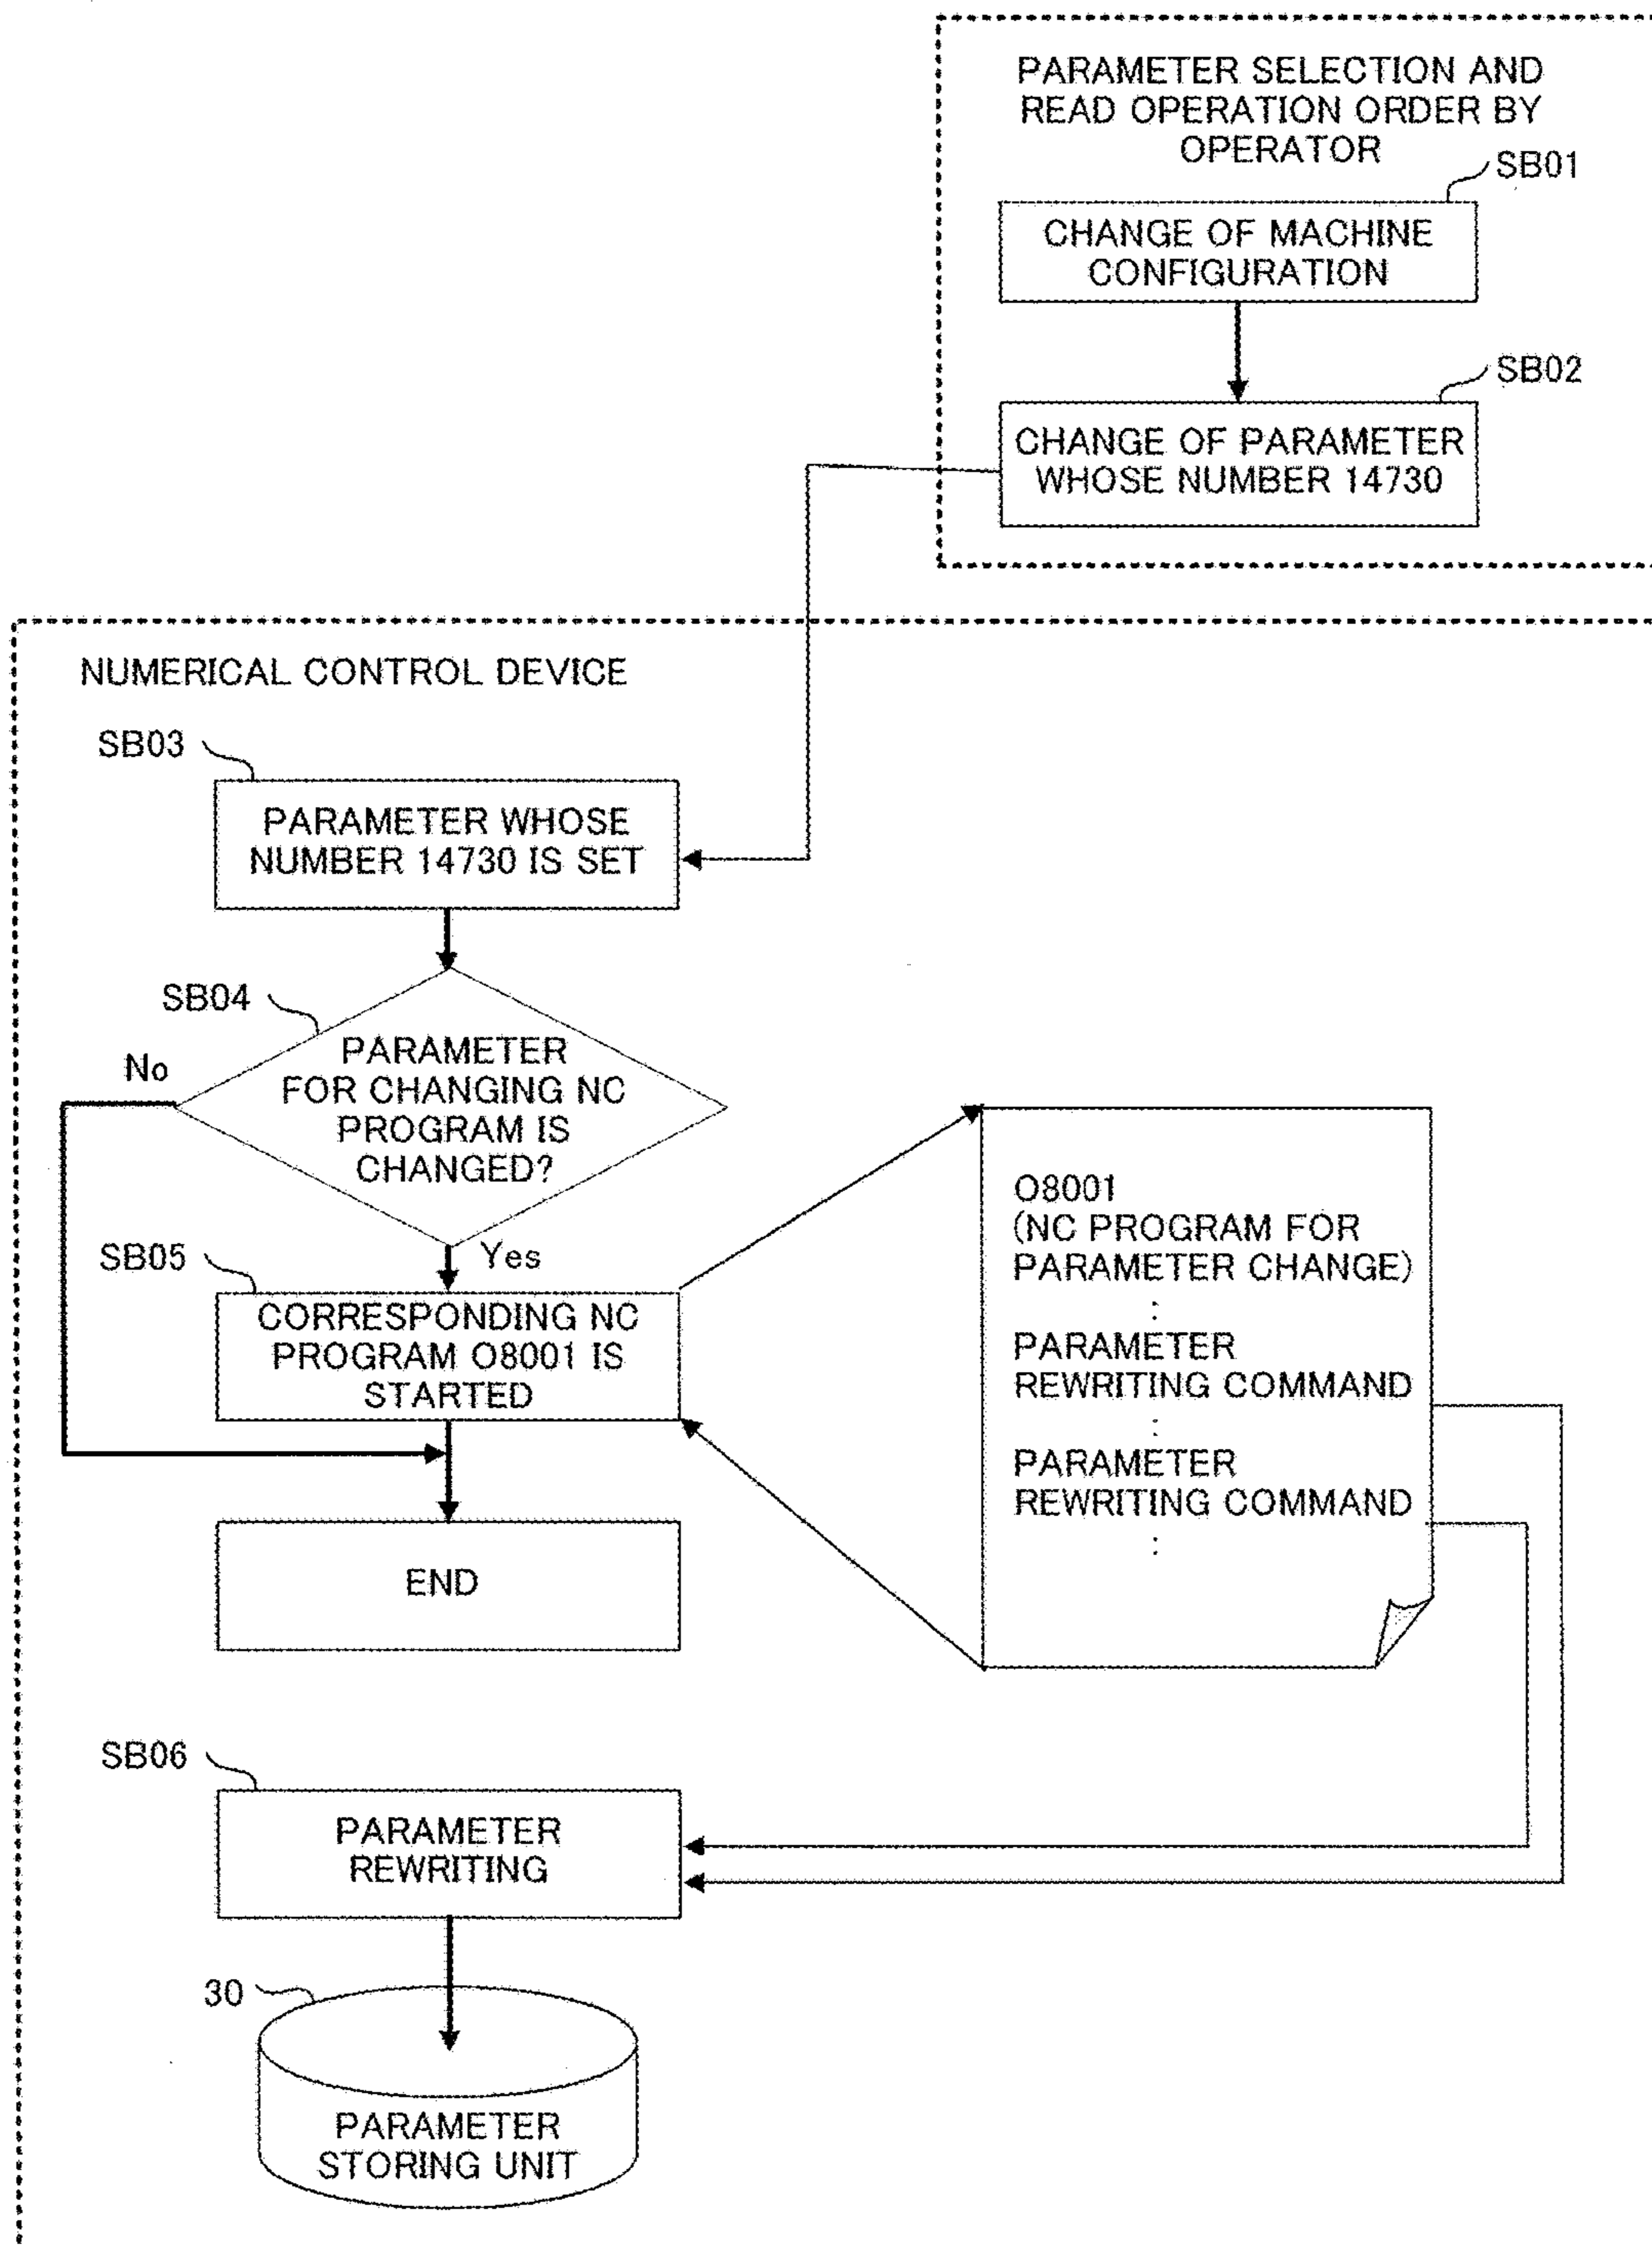 PARAMETER SELECTION AND
READ OPERATION ORDER BY
OPERATOR
SB01
CHANGE OF MACHINE
CONFIGURATION
SB02
CHANGE OF PARAMETER
WHOSE NUMBER 14730
NUMERICAL CONTROL DEVICE
SB03
PARAMETER WHOSE
NUMBER 14730 IS SET
SB04
No
PARAMETER
FOR CHANGING NC
PROGRAM IS
CHANGED?
Yes
SB05
CORRESPONDING NC
PROGRAM O8001 IS
STARTED
END
O8001
(NC PROGRAM FOR
PARAMETER CHANGE)
:
PARAMETER
REWRITING COMMAND
:
PARAMETER
REWRITING COMMAND
:
SB06
PARAMETER
REWRITING
30
PARAMETER
STORING UNIT